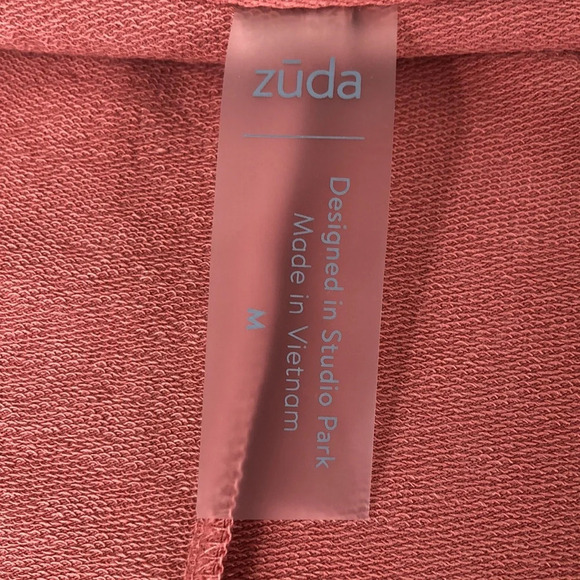 zūda
Designed in Studio Park
Made in Vietnam
M